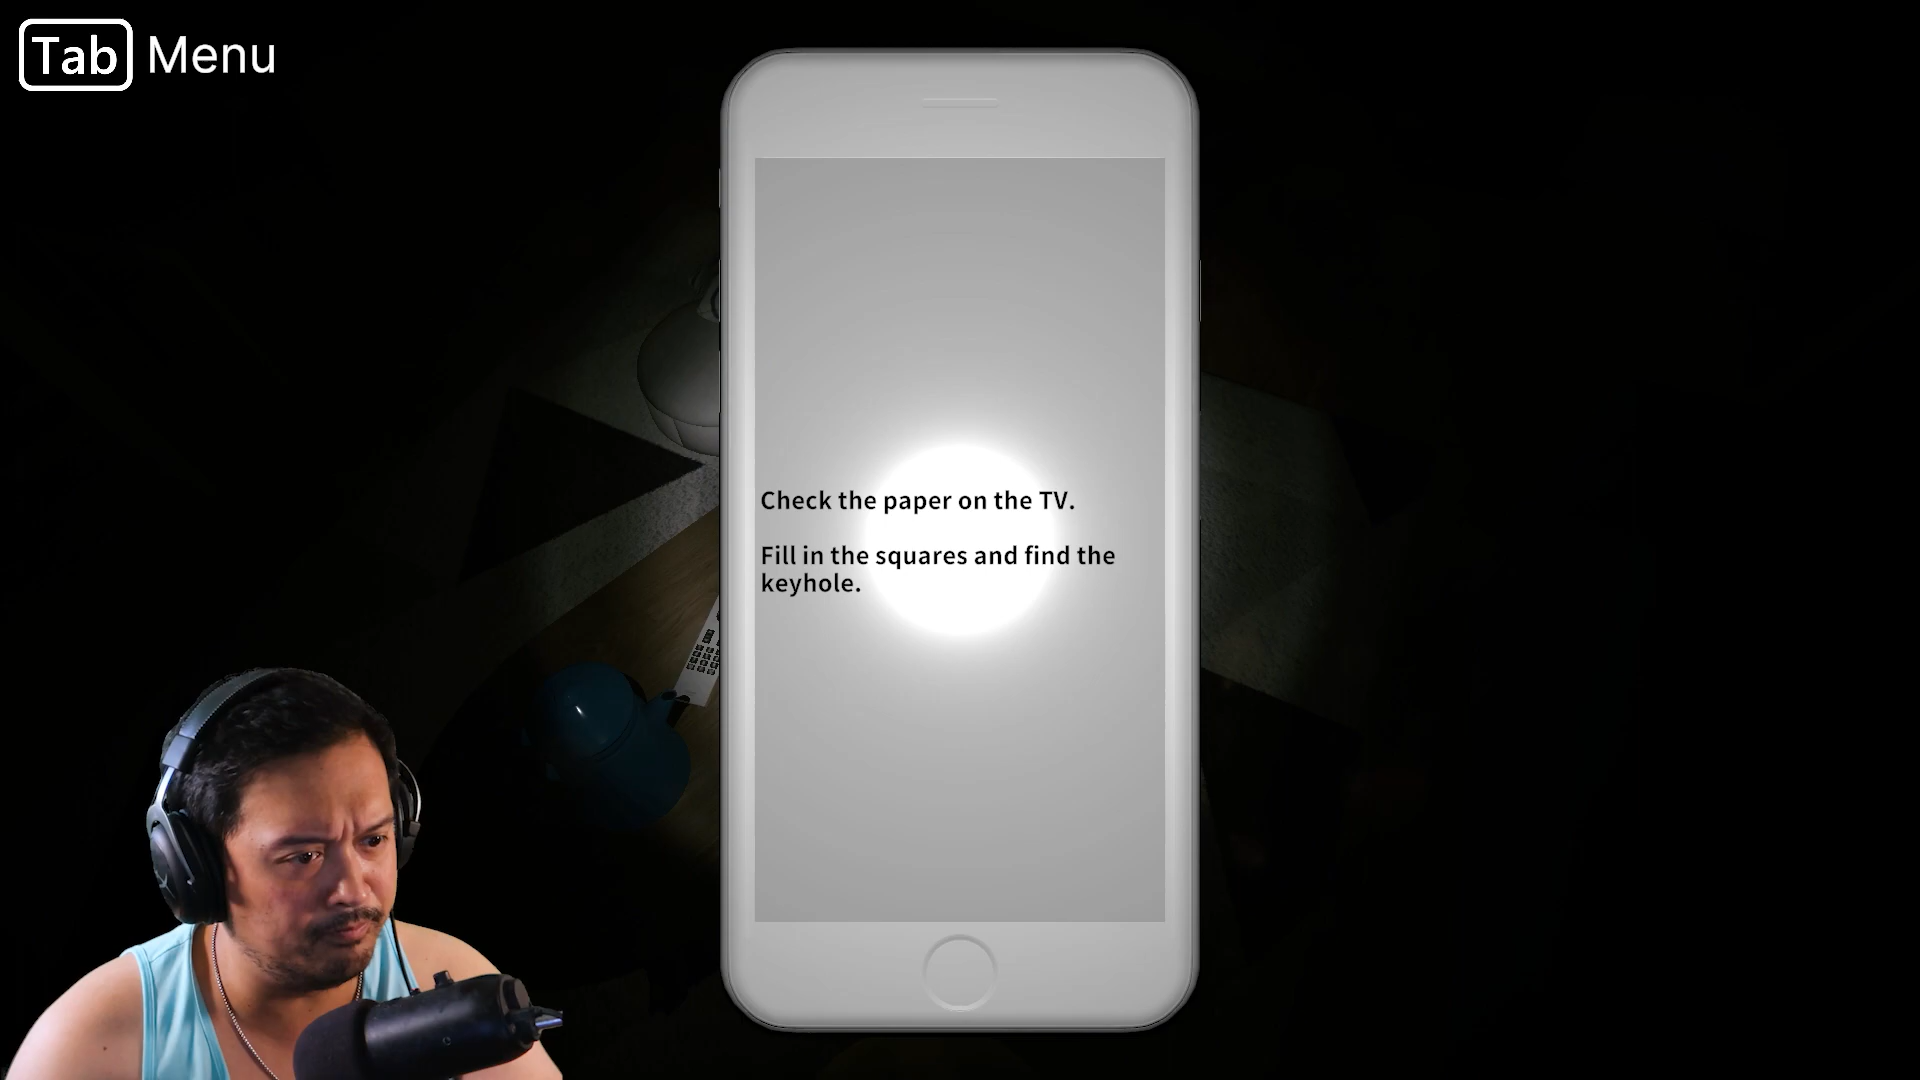 Tab Menu
Check the paper on the TV.
Fill in the squares and find the
keyhole.